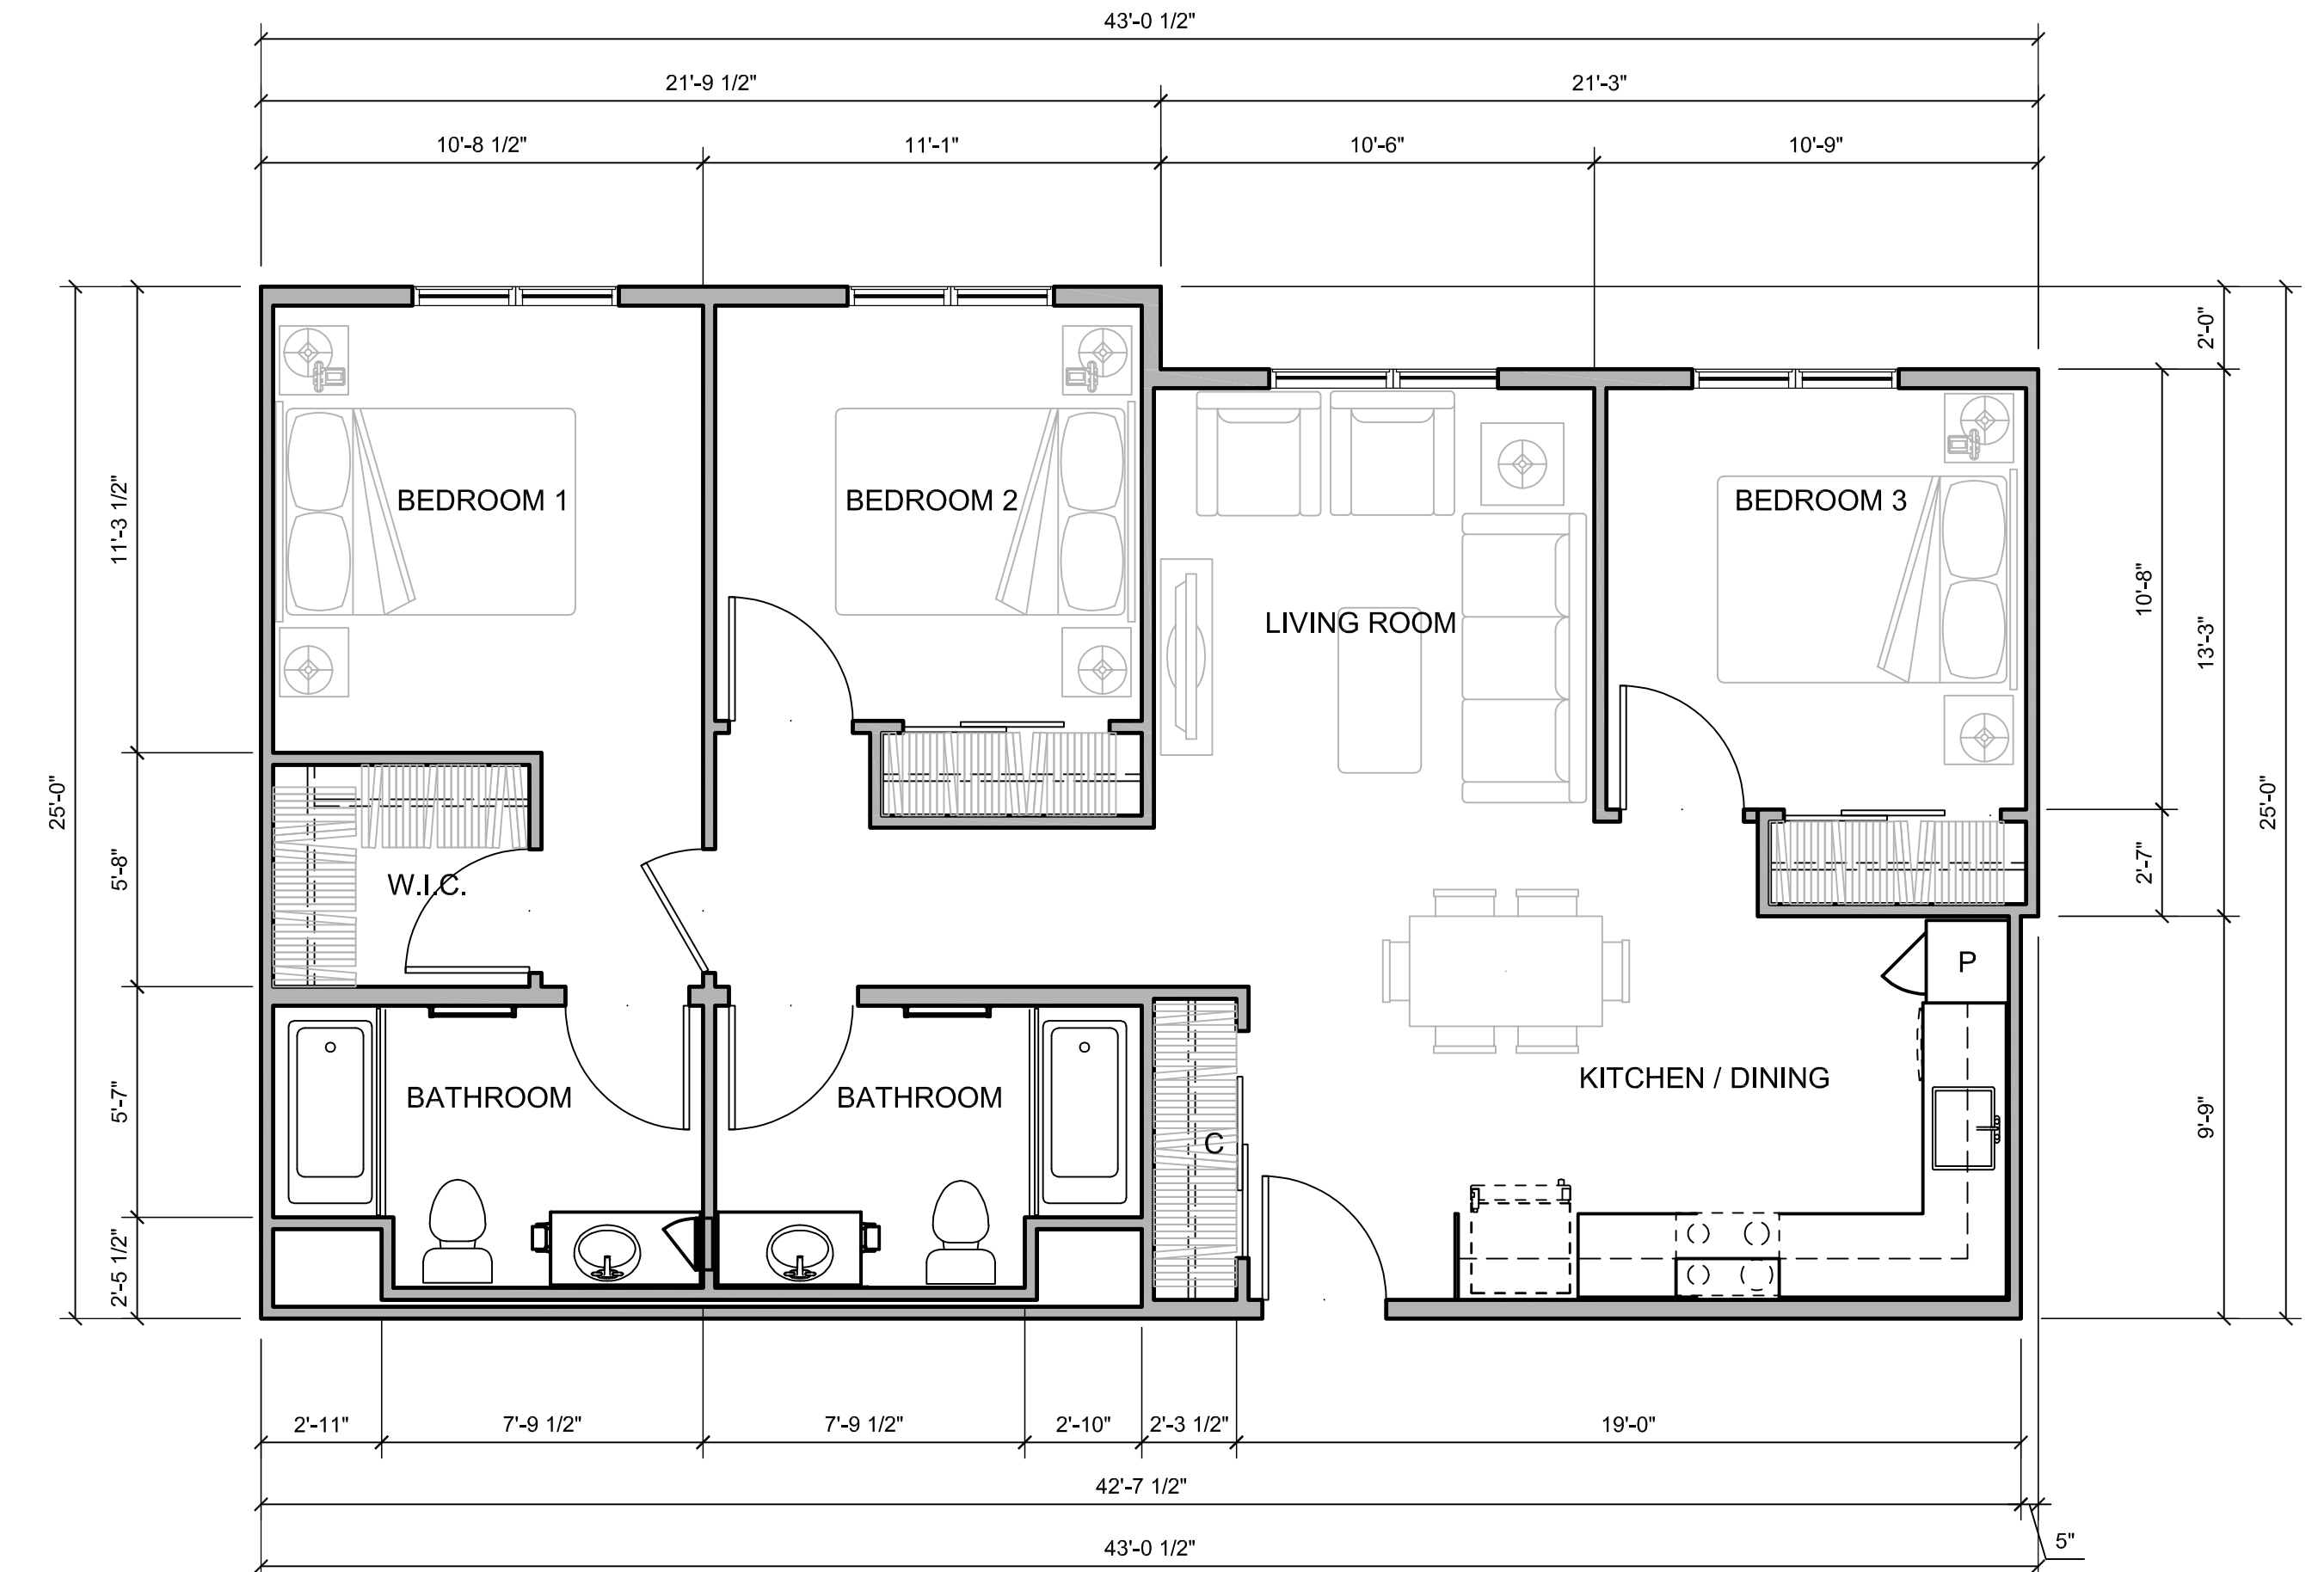 43'-0 1/2"
21'-9 1/2"
21'-3"
10'-8 1/2"
11'-1"
10'-6"
10'-9"
2'-0"
BEDROOM 1
BEDROOM 2
BEDROOM 3
11'-3 1/2"
LIVING ROOM
10'-8"
13'-3"
25'-0"
25'-0"
5'-8"
W.I.C.
2'-7"
P
KITCHEN / DINING
5'-7"
BATHROOM
BATHROOM
C
9'-9"
2'-5 1/2"
2'-11"
7'-9 1/2"
7'-9 1/2"
2'-10"
2'-3 1/2"
19'-0"
42'-7 1/2"
5"
43'-0 1/2"